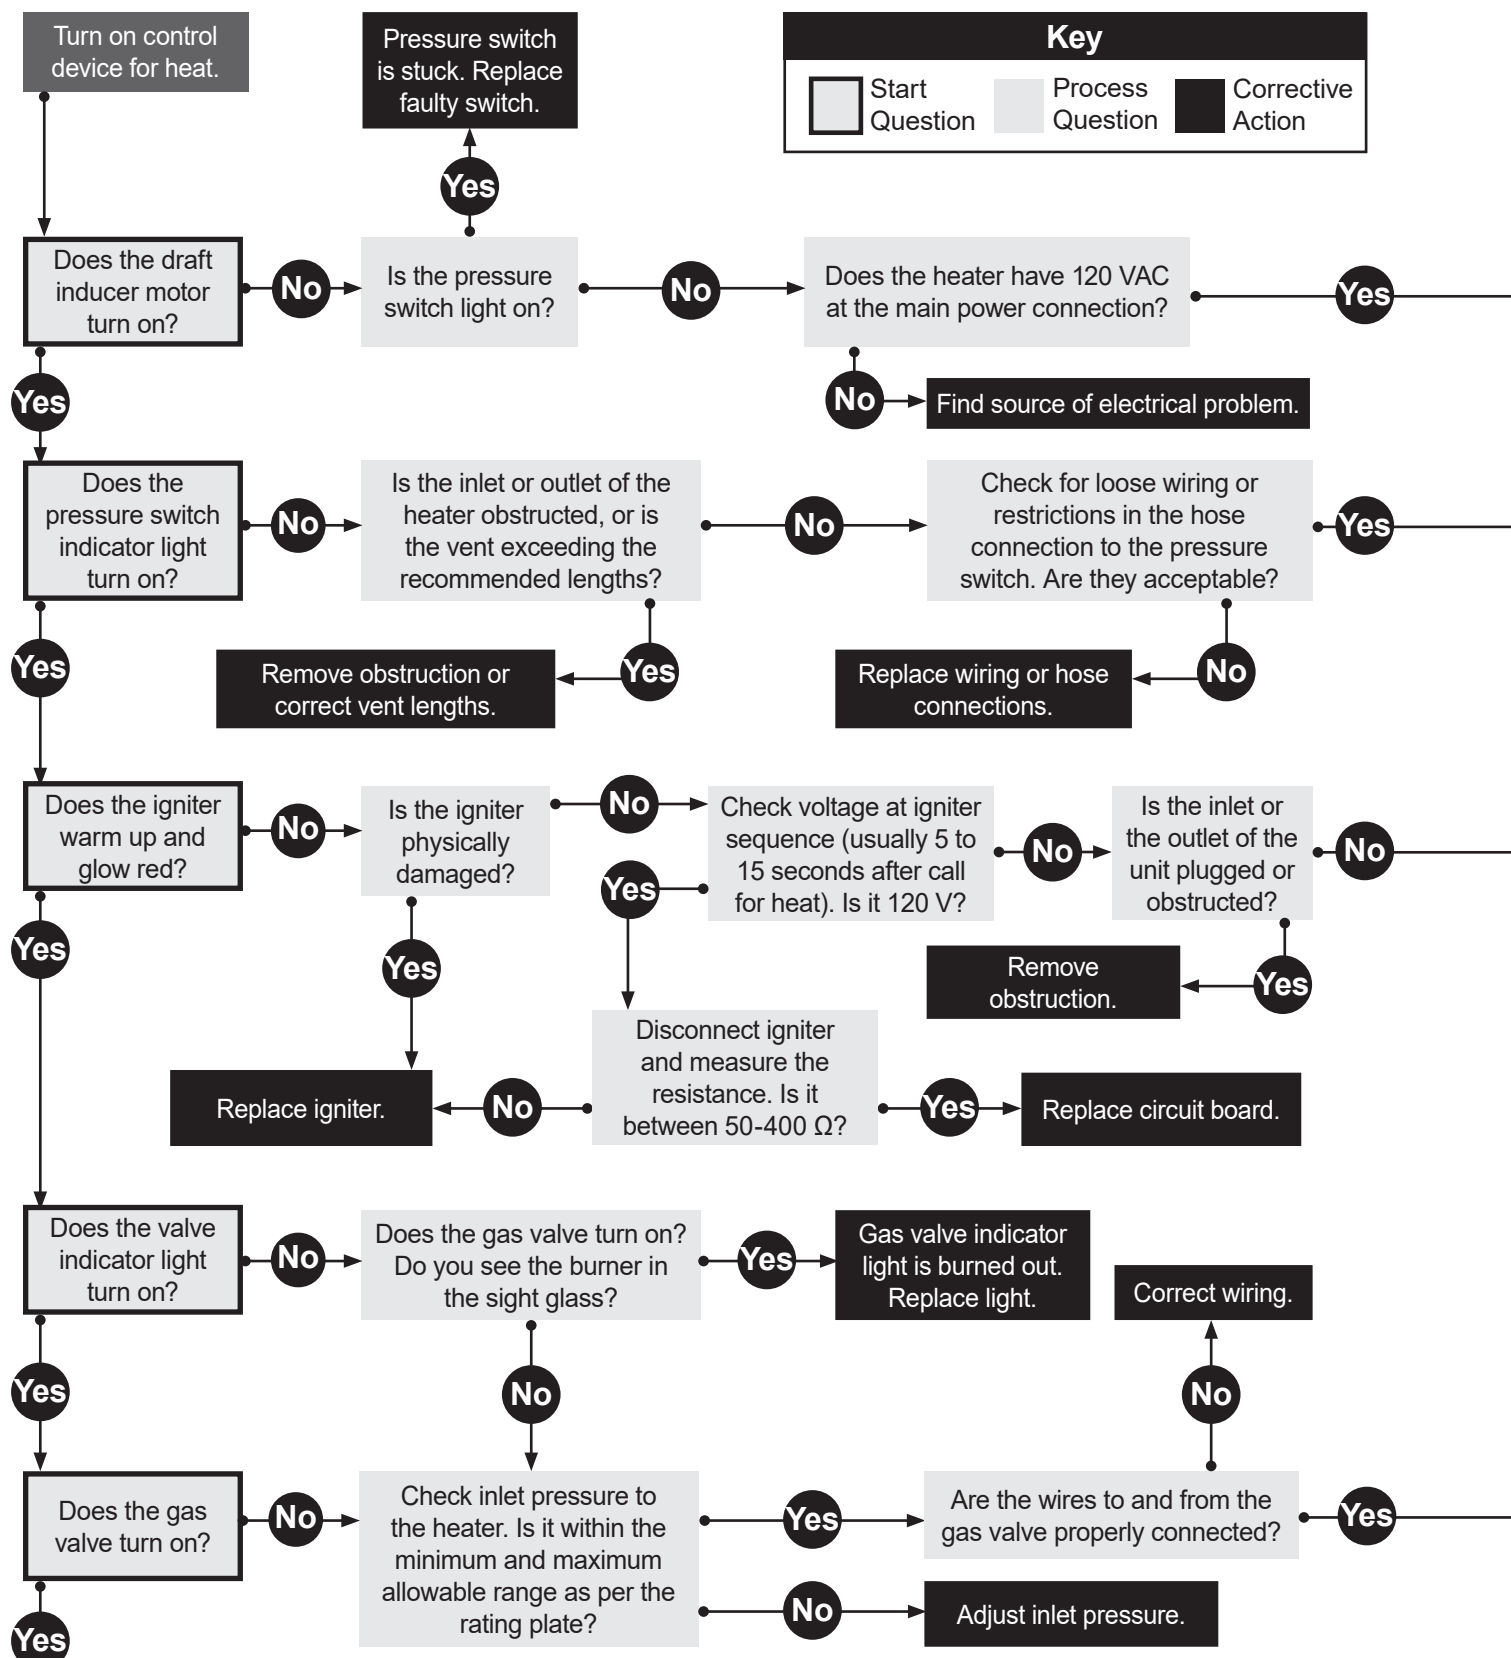 Turn on control
device for heat.
Pressure switch
is stuck. Replace
faulty switch.
Key
Start
Question
Process
Question
Corrective
Action
Yes
Does the draft
inducer motor
turn on?
No
Is the pressure
switch light on?
No
Does the heater have 120 VAC
at the main power connection?
Yes
Yes
No
Find source of electrical problem.
Does the
pressure switch
indicator light
turn on?
No
Is the inlet or outlet of the
heater obstructed, or is
the vent exceeding the
recommended lengths?
No
Check for loose wiring or
restrictions in the hose
connection to the pressure
switch. Are they acceptable?
Yes
Yes
Remove obstruction or
correct vent lengths.
Yes
Replace wiring or hose
connections.
No
Does the igniter
warm up and
glow red?
No
Is the igniter
physically
damaged?
No
Check voltage at igniter
sequence (usually 5 to
15 seconds after call
for heat). Is it 120 V?
No
Is the inlet or
the outlet of the
unit plugged or
obstructed?
No
Yes
Yes
Yes
Remove
obstruction.
Yes
Replace igniter.
No
Disconnect igniter
and measure the
resistance. Is it
between 50-400 Ω?
Yes
Replace circuit board.
Does the valve
indicator light
turn on?
No
Does the gas valve turn on?
Do you see the burner in
the sight glass?
Yes
Gas valve indicator
light is burned out.
Replace light.
Correct wiring.
Yes
No
No
Does the gas
valve turn on?
No
Check inlet pressure to
the heater. Is it within the
minimum and maximum
allowable range as per the
rating plate?
Yes
Are the wires to and from the
gas valve properly connected?
Yes
No
Adjust inlet pressure.
Yes